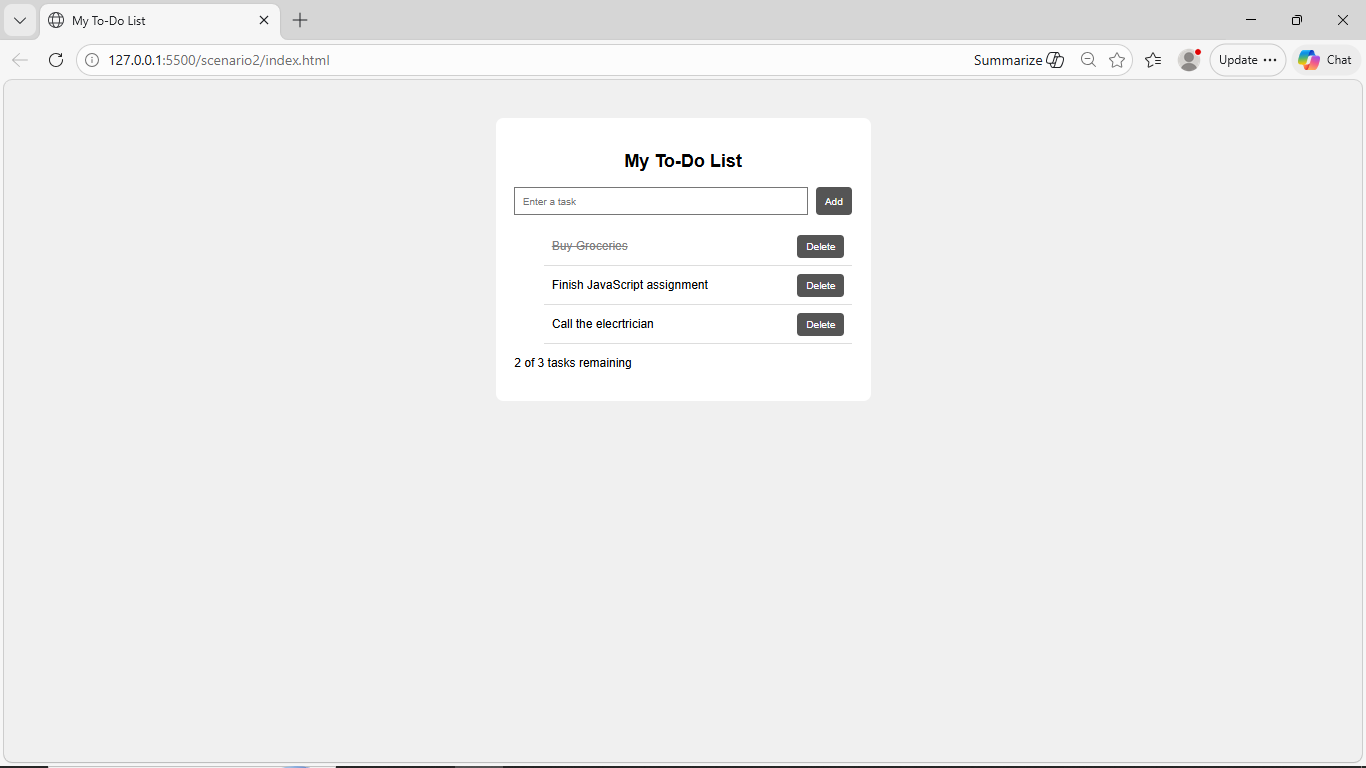 My To-Do List
127.0.0.1:5500/scenario2/index.html
Summarize
Update
Chat
My To-Do List
Enter a task
Add
Buy Groceries
Delete
Finish JavaScript assignment
Delete
Call the elecrtrician
Delete
2 of 3 tasks remaining